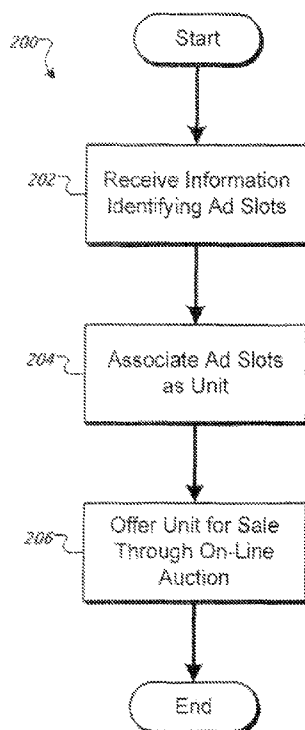 200
Start
202
Receive Information
Identifying Ad Slots
204
Associate Ad Slots
as Unit
206
Offer Unit for Sale
Through On-Line
Auction
End